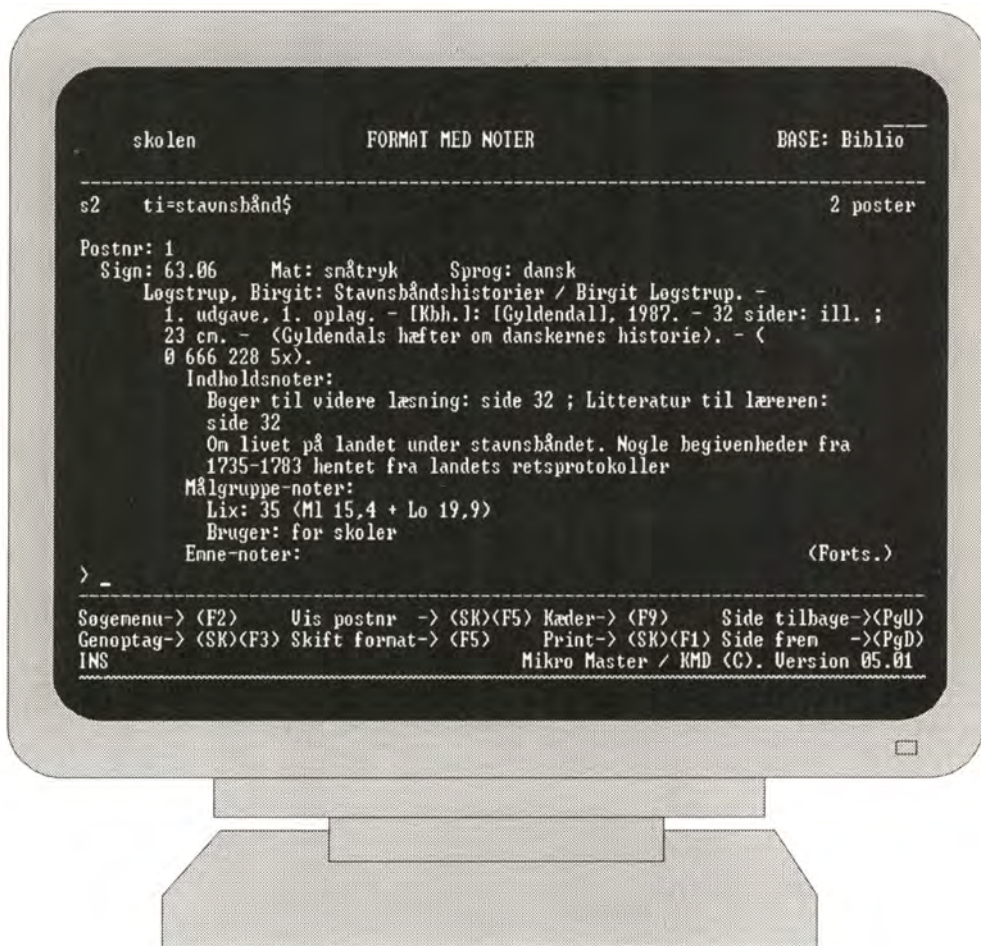 skolen FORMAT MED NOTER BASE: Biblio
s2 ti=stavnsbånd$ 2 poster
Postnr: 1
Sign: 63.06 Mat: småtryk Sprog: dansk
Løgstrup, Birgit: Stavnsbåndshistorier / Birgit Løgstrup. -
1. udgave, 1. oplag. - [Kbh.]: [Gyldendal], 1987. - 32 sider: ill. ;
23 cm. - (Gyldendals hæfter om danskernes historie). - (
0 666 228 5x).
Indholdsnoter:
Bøger til videre læsning: side 32 ; Litteratur til læreren:
side 32
Om livet på landet under stavnsbåndet. Nogle begivenheder fra
1735-1783 hentet fra landets retsprotokoller
Målgruppe-noter:
Lix: 35 (Ml 15,4 + Lo 19,9)
Bruger: for skoler
Emne-noter: (Forts.)
> _
Søgemenu-> (F2) Vis postnr -> (SK)(F5) Kæder-> (F9) Side tilbage->(PgU)
Genoptag-> (SK)(F3) Skift format-> (F5) Print-> (SK)(F1) Side frem ->(PgD)
INS Mikro Master / KMD (C). Version 05.01